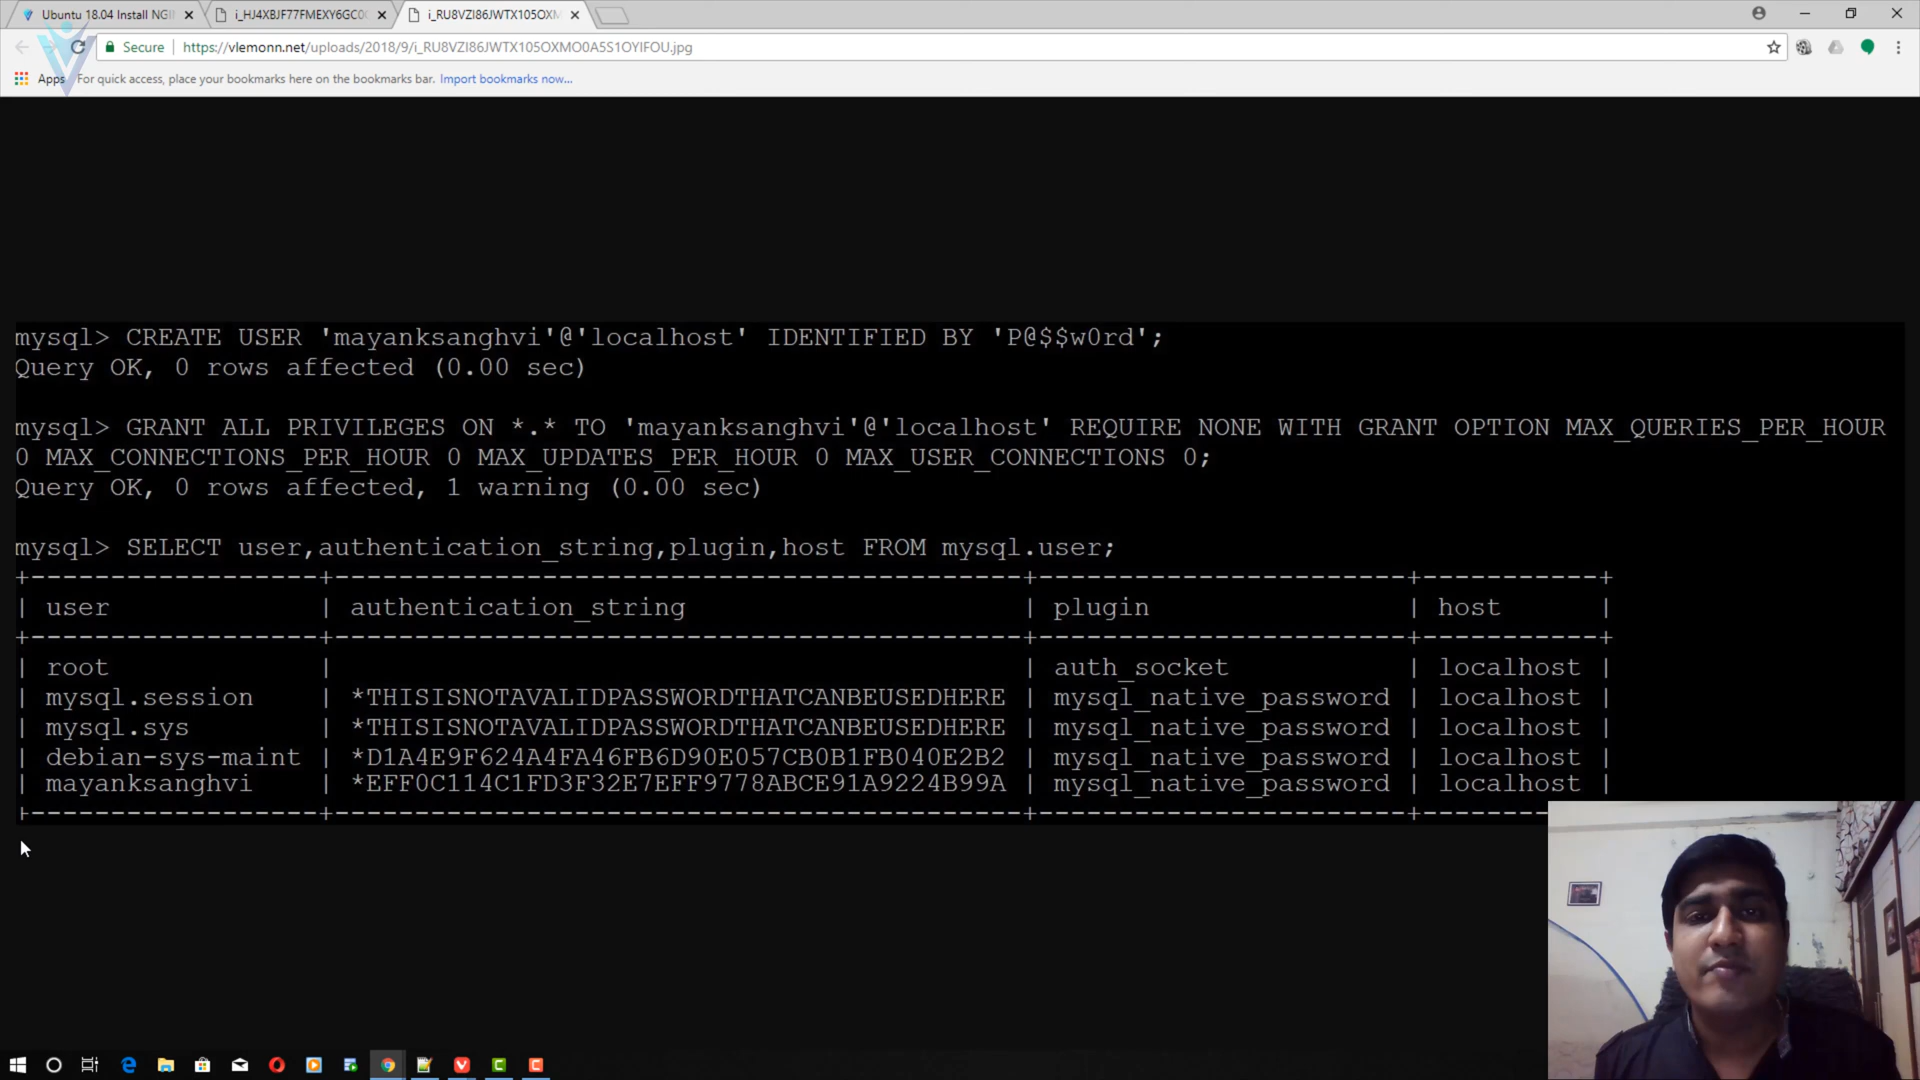 Ubuntu 18.04 Install NGI
i_HJ4XBJF77FMEXY6GC0
i_RU8VZI86JWTX105OXM
Secure
https://vlemonn.net/uploads/2018/9/i_RU8VZI86JWTX105OXMO0A5S1OYIFOU.jpg
Apps
For quick access, place your bookmarks here on the bookmarks bar. Import bookmarks now...
mysql> CREATE USER 'mayanksanghvi'@'localhost' IDENTIFIED BY 'P@$$w0rd';
Query OK, 0 rows affected (0.00 sec)
mysql> GRANT ALL PRIVILEGES ON *.* TO 'mayanksanghvi'@'localhost' REQUIRE NONE WITH GRANT OPTION MAX_QUERIES_PER_HOUR
0 MAX_CONNECTIONS_PER_HOUR 0 MAX_UPDATES_PER_HOUR 0 MAX_USER_CONNECTIONS 0;
Query OK, 0 rows affected, 1 warning (0.00 sec)
mysql> SELECT user,authentication_string,plugin,host FROM mysql.user;
+------------------+-------------------------------------------+-----------------------+-----------+
| user | authentication_string | plugin | host |
+------------------+-------------------------------------------+-----------------------+-----------+
| root | | auth_socket | localhost |
| mysql.session | *THISISNOTAVALIDPASSWORDTHATCANBEUSEDHERE | mysql_native_password | localhost |
| mysql.sys | *THISISNOTAVALIDPASSWORDTHATCANBEUSEDHERE | mysql_native_password | localhost |
| debian-sys-maint | *D1A4E9F624A4FA46FB6D90E057CB0B1FB040E2B2 | mysql_native_password | localhost |
| mayanksanghvi | *EFF0C114C1FD3F32E7EFF9778ABCE91A9224B99A | mysql_native_password | localhost |
+------------------+-------------------------------------------+-----------------------+-------